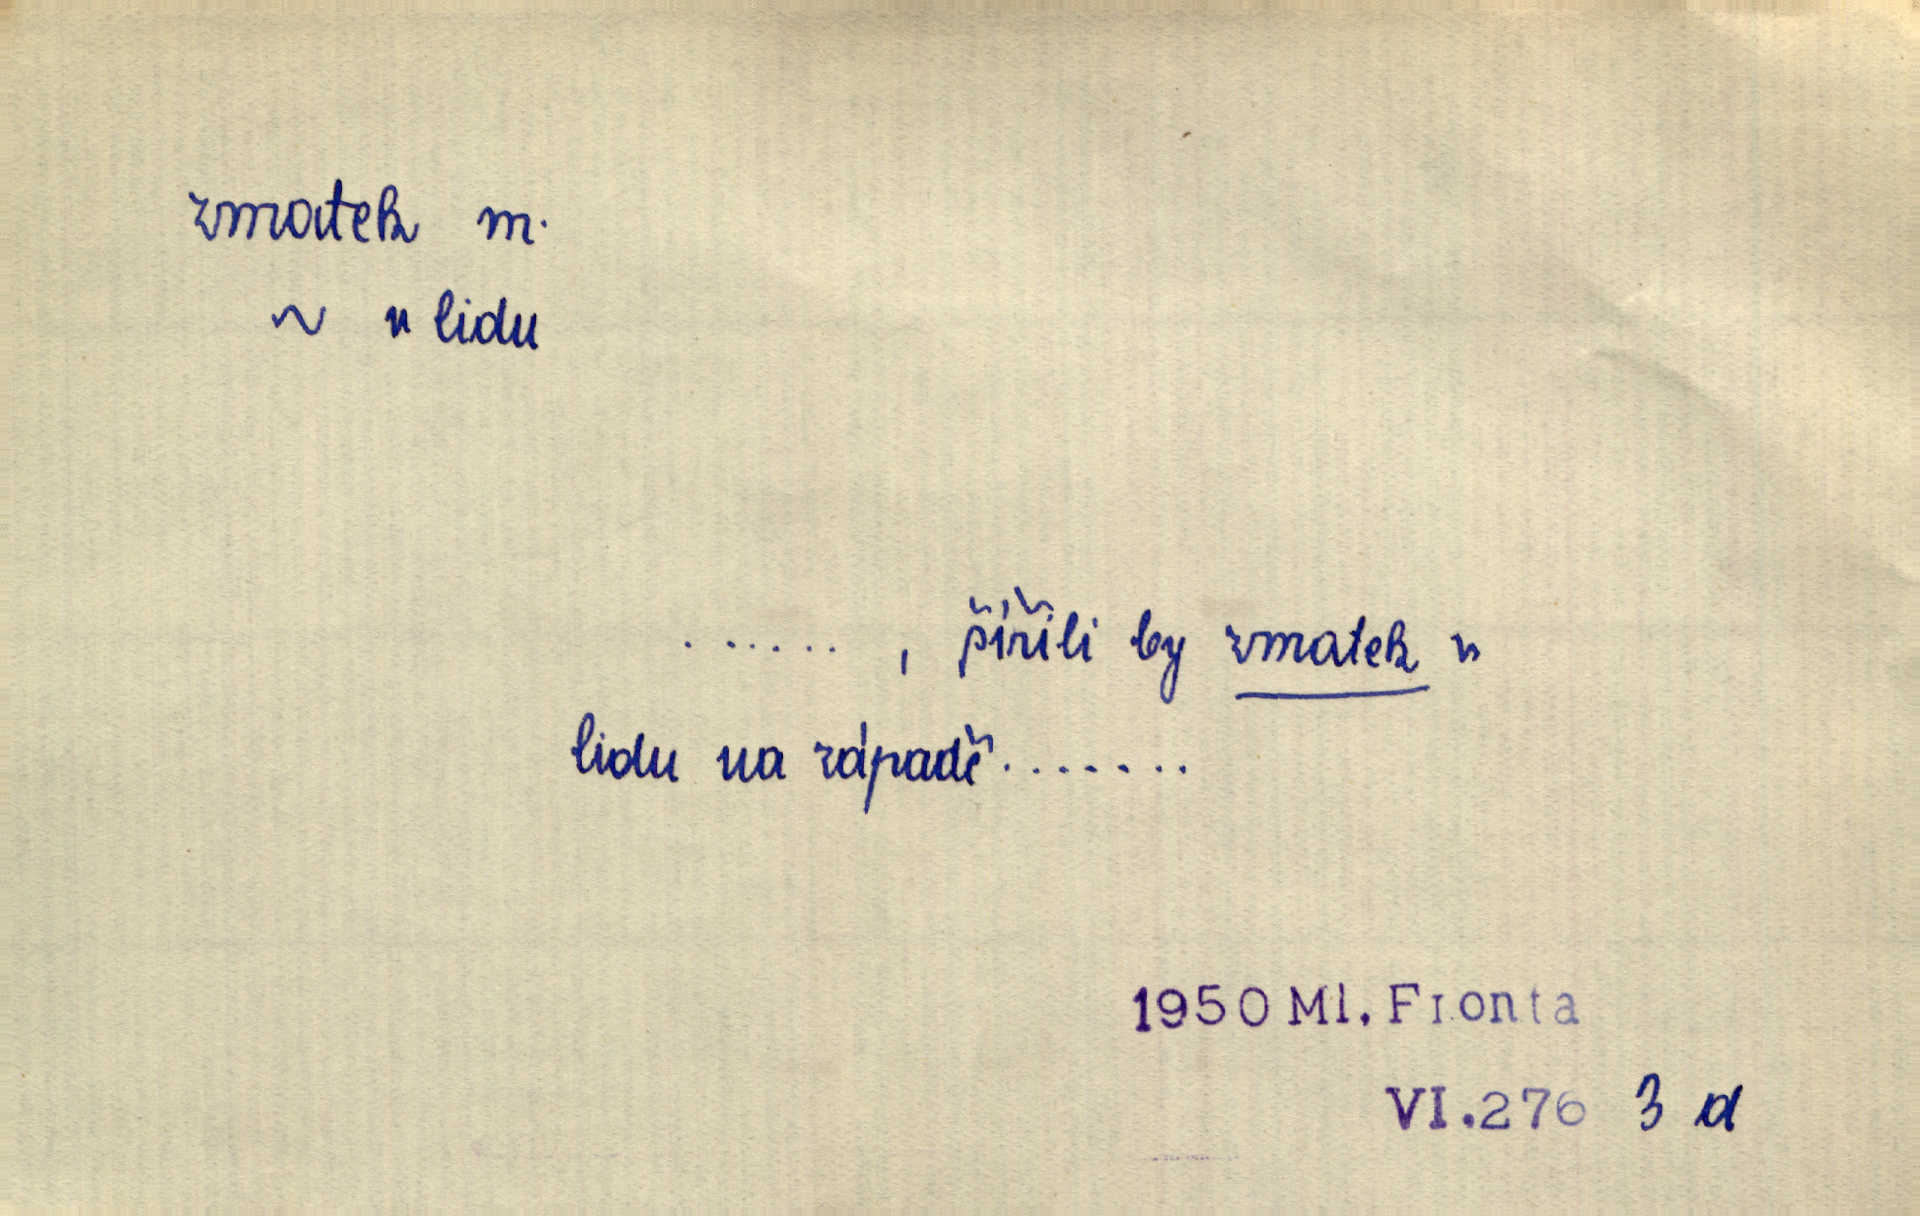 zmatek m.
~ v lidu
......, šířili by zmatek v
lidu na západě.......
1950 Ml. Fronta
VI.276 3 d